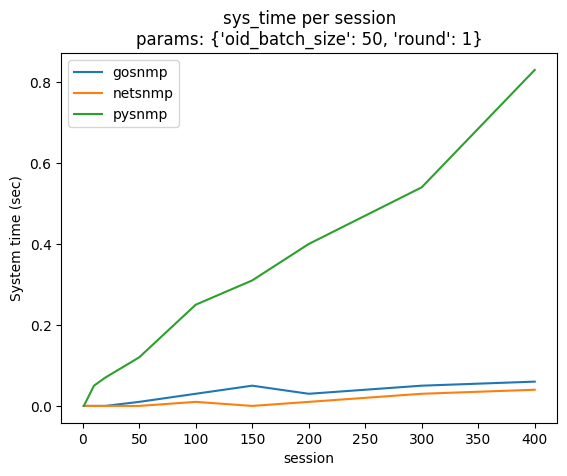 sys_time per session
params: {'oid_batch_size': 50, 'round': 1}
gosnmp
netsnmp
pysnmp
System time (sec)
0.8
0.6
0.4
0.2
0.0
0 50 100 150 200 250 300 350 400
session